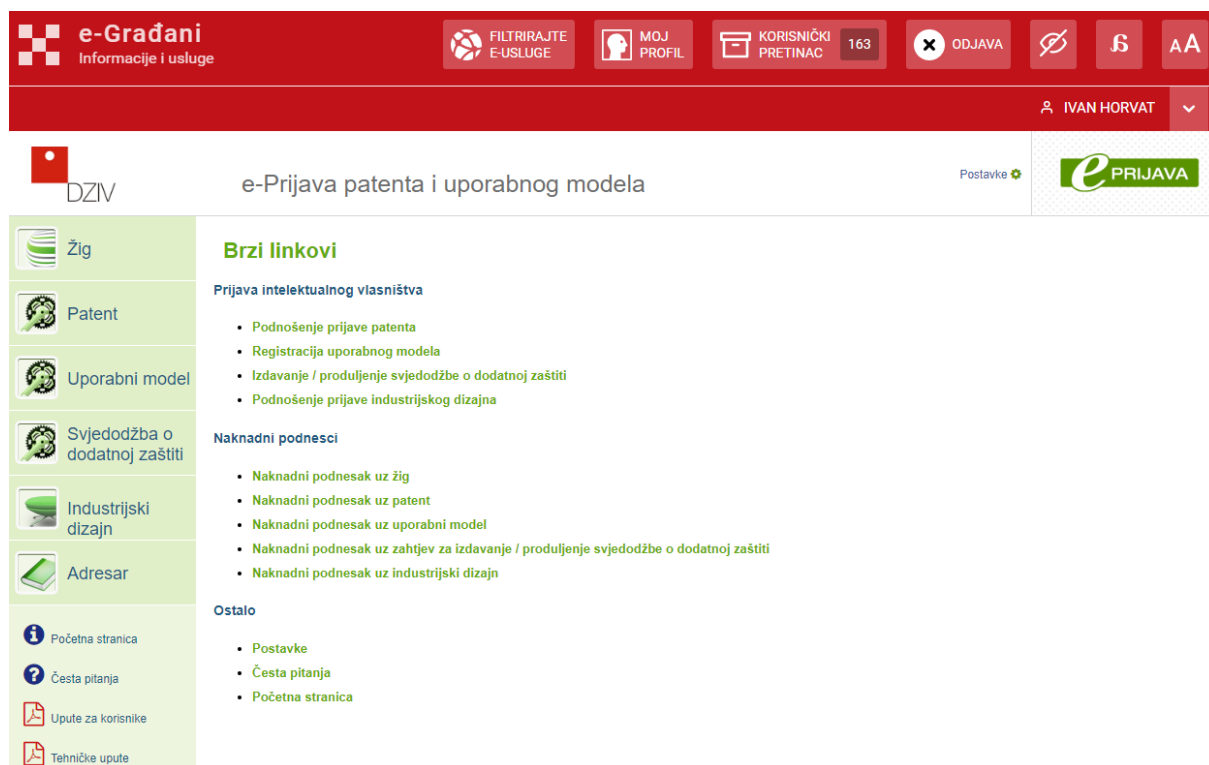 e-Građani
Informacije i usluge
FILTRIRAJTE
E-USLUGE
MOJ
PROFIL
KORISNIČKI
PRETINAC
163
ODJAVA
AA
IVAN HORVAT
DZIV
e-Prijava patenta i uporabnog modela
Postavke
e PRIJAVA
Žig
Patent
Uporabni model
Svjedodžba o
dodatnoj zaštiti
Industrijski
dizajn
Adresar
Početna stranica
Česta pitanja
Upute za korisnike
Tehničke upute
Brzi linkovi
Prijava intelektualnog vlasništva
Podnošenje prijave patenta
Registracija uporabnog modela
Izdavanje / produljenje svjedodžbe o dodatnoj zaštiti
Podnošenje prijave industrijskog dizajna
Naknadni podnesci
Naknadni podnesak uz žig
Naknadni podnesak uz patent
Naknadni podnesak uz uporabni model
Naknadni podnesak uz zahtjev za izdavanje / produljenje svjedodžbe o dodatnoj zaštiti
Naknadni podnesak uz industrijski dizajn
Ostalo
Postavke
Česta pitanja
Početna stranica